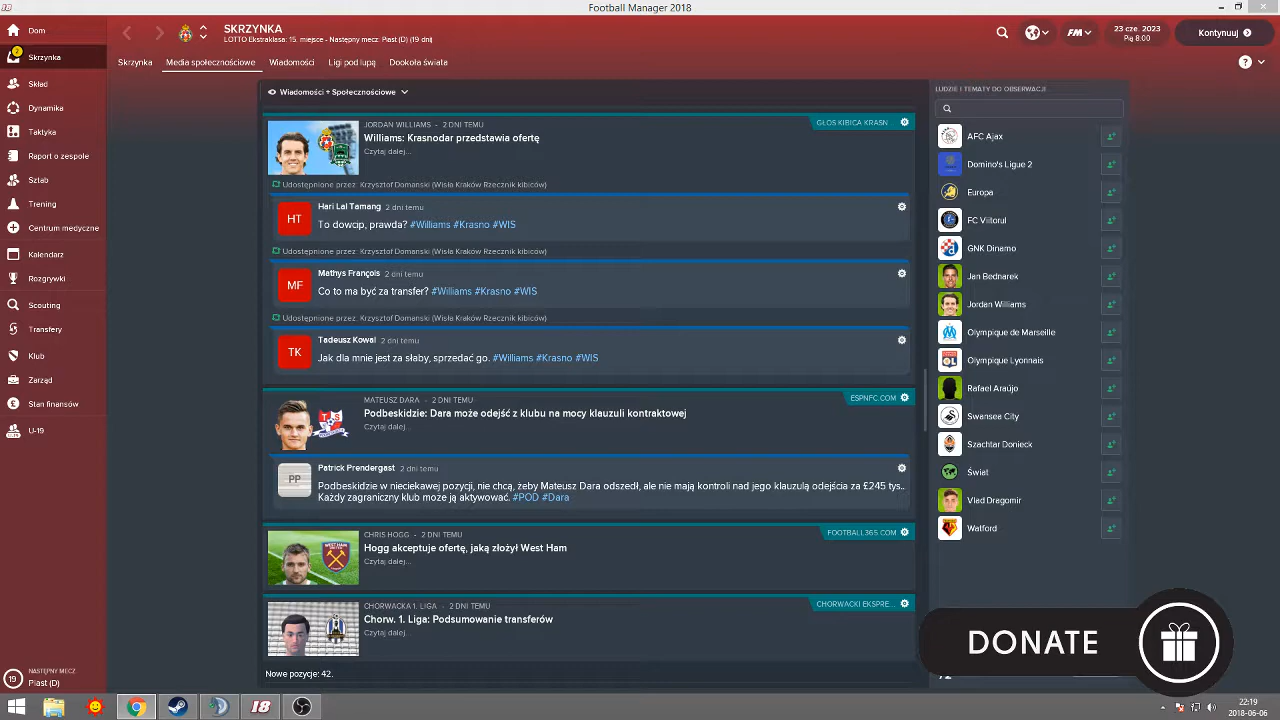 18
Football Manager 2018
Dom
2
Skrzynka
Skład
Dynamika
Taktyka
Raport o zespole
Sztab
Trening
Centrum medyczne
Kalendarz
Rozgrywki
Scouting
Transfery
Klub
Zarząd
Stan finansów
U-19
NASTĘPNY MECZ
19
Piast (D)
SKRZYNKA
LOTTO Ekstraklasa: 15. miejsce - Następny mecz: Piast (D) (19 dni)
FM
23 cze. 2023
Pią 8:00
Kontynuuj
Skrzynka
Media społecznościowe
Wiadomości
Ligi pod lupą
Dookoła świata
?
Wiadomości + Społecznościowe
JORDAN WILLIAMS - 2 DNI TEMU
GŁOS KIBICA KRASN...
Williams: Krasnodar przedstawia ofertę
Czytaj dalej...
Udostępnione przez: Krzysztof Domanski (Wisła Kraków Rzecznik kibiców)
HT
Hari Lal Tamang 2 dni temu
To dowcip, prawda? #Williams #Krasno #WIS
Udostępnione przez: Krzysztof Domanski (Wisła Kraków Rzecznik kibiców)
MF
Mathys François 2 dni temu
Co to ma być za transfer? #Williams #Krasno #WIS
Udostępnione przez: Krzysztof Domanski (Wisła Kraków Rzecznik kibiców)
TK
Tadeusz Kowal 2 dni temu
Jak dla mnie jest za słaby, sprzedać go. #Williams #Krasno #WIS
MATEUSZ DARA - 2 DNI TEMU
ESPNFC.COM
Podbeskidzie: Dara może odejść z klubu na mocy klauzuli kontraktowej
Czytaj dalej...
PP
Patrick Prendergast 2 dni temu
Podbeskidzie w nieciekawej pozycji, nie chcą, żeby Mateusz Dara odszedł, ale nie mają kontroli nad jego klauzulą odejścia za £245 tys..
Każdy zagraniczny klub może ją aktywować. #POD #Dara
CHRIS HOGG - 2 DNI TEMU
FOOTBALL365.COM
Hogg akceptuje ofertę, jaką złożył West Ham
Czytaj dalej...
CHORWACKA 1. LIGA - 2 DNI TEMU
CHORWACKI EKSPRE...
Chorw. 1. Liga: Podsumowanie transferów
Czytaj dalej...
Nowe pozycje: 42.
LUDZIE I TEMATY DO OBSERWACJI...
AFC Ajax
Domino's Ligue 2
Europa
FC Viitorul
GNK Dinamo
Jan Bednarek
Jordan Williams
Olympique de Marseille
Olympique Lyonnais
Rafael Araújo
Swansea City
Szachtar Donieck
Świat
Vlad Dragomir
Watford
DONATE
18
22:19
2018-06-06